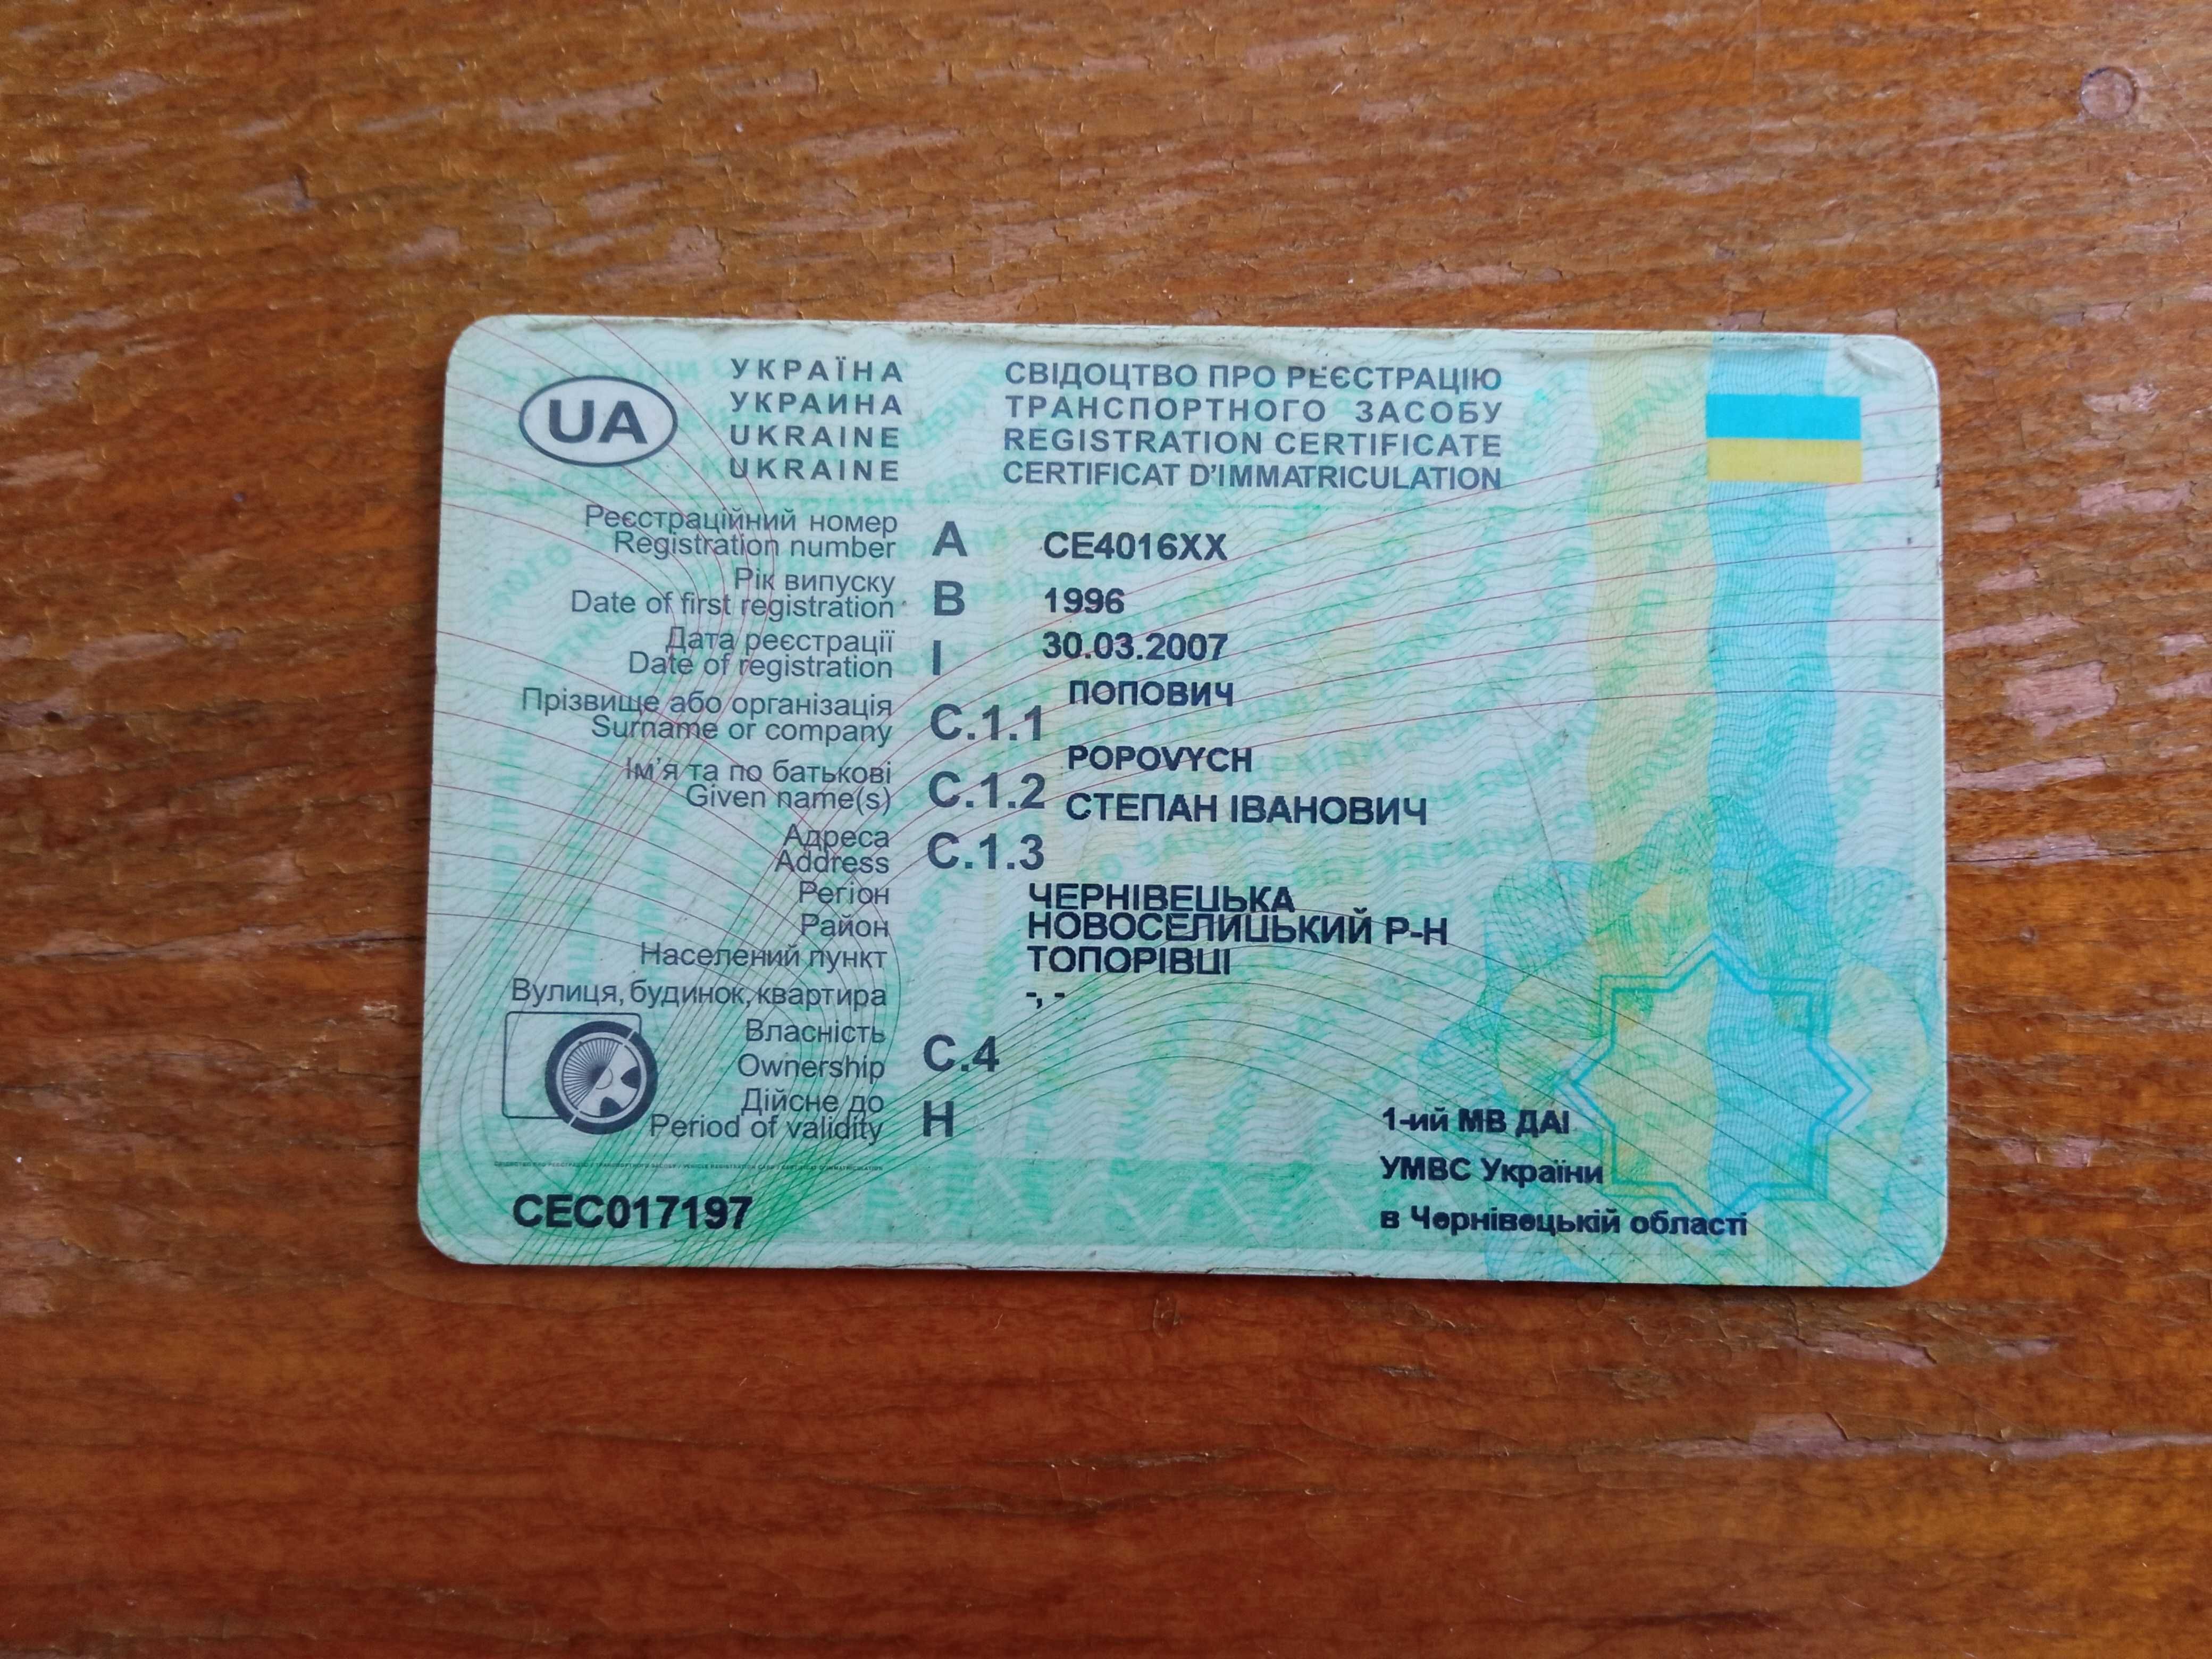 UA
УКРАЇНА
УКРАИНА
UKRAINE
UKRAINE
СВІДОЦТВО ПРО РЕЄСТРАЦІЮ
ТРАНСПОРТНОГО ЗАСОБУ
REGISTRATION CERTIFICATE
CERTIFICAT D'IMMATRICULATION
Реєстраційний номер
Registration number
A CE4016XX
Рік випуску
Date of first registration
B 1996
Дата реєстрації
Date of registration
I 30.03.2007
Прізвище або організація
Surname or company
C.1.1 ПОПОВИЧ
POPOVYCH
Ім'я та по батькові
Given name(s)
C.1.2 СТЕПАН ІВАНОВИЧ
Адреса
Address
C.1.3
Регіон ЧЕРНІВЕЦЬКА
Район НОВОСЕЛИЦЬКИЙ Р-Н
Населений пункт ТОПОРІВЦІ
Вулиця, будинок, квартира -, -
Власність
Ownership
C.4
Дійсне до
Period of validity
H
1-ий МВ ДАІ
УМВС України
в Чернівецькій області
CEC017197